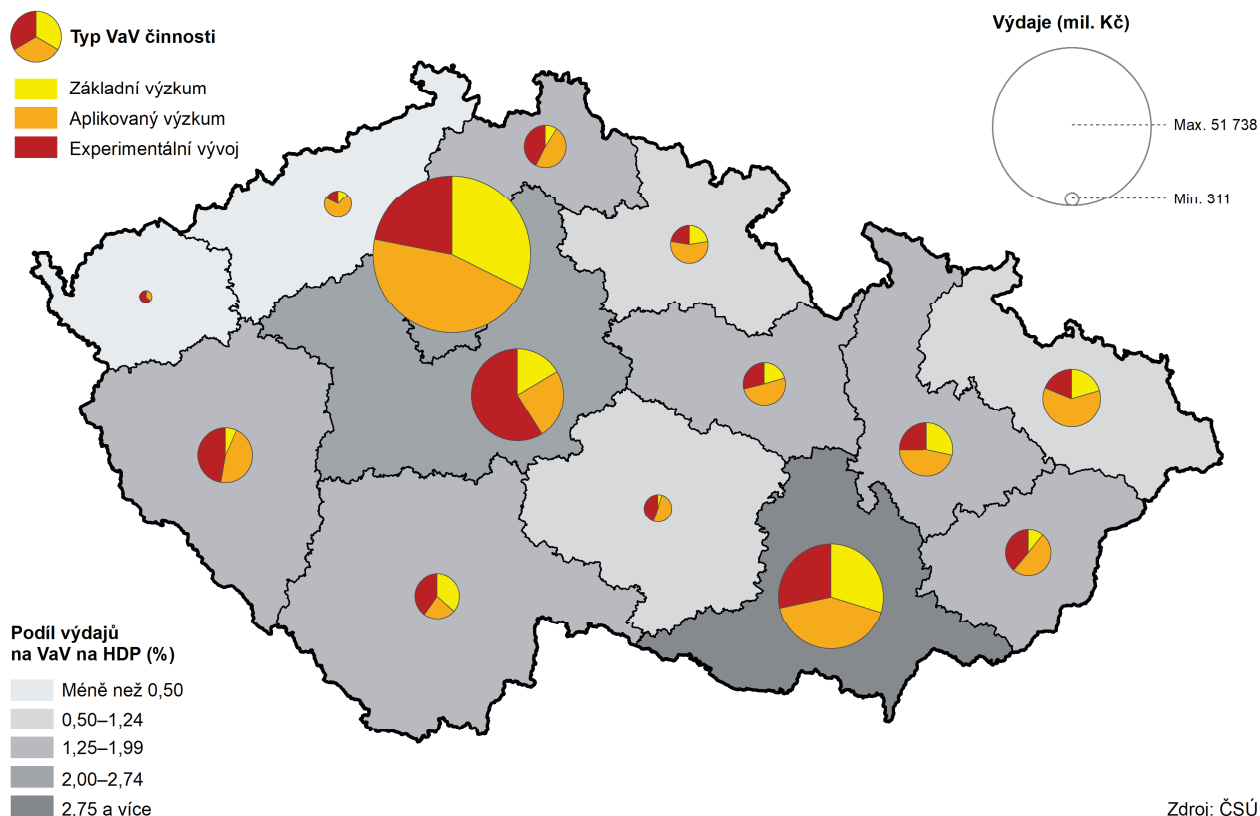 Typ VaV činnosti
Základní výzkum
Aplikovaný výzkum
Experimentální vývoj
Výdaje (mil. Kč)
Max. 51 738
Min. 311
Podíl výdajů
na VaV na HDP (%)
Méně než 0,50
0,50–1,24
1,25–1,99
2,00–2,74
2,75 a více
Zdroj: ČSÚ